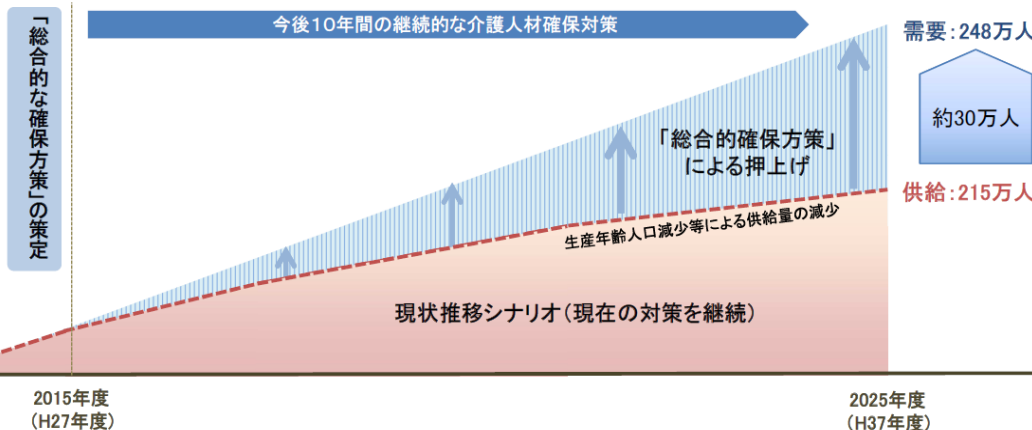 「総合的な確保方策」の策定
今後10年間の継続的な介護人材確保対策
需要:248万人
約30万人
「総合的確保方策」
による押上げ
供給:215万人
生産年齢人口減少等による供給量の減少
現状推移シナリオ(現在の対策を継続)
2015年度
(H27年度)
2025年度
(H37年度)